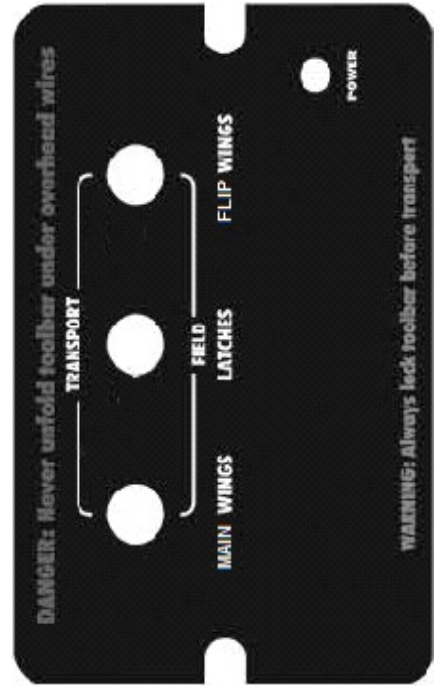 DANGER: Never unfold toolbar under overhead wires
TRANSPORT
FIELD
MAIN WINGS
LATCHES
FLIP WINGS
POWER
WARNING: Always lock toolbar before transport